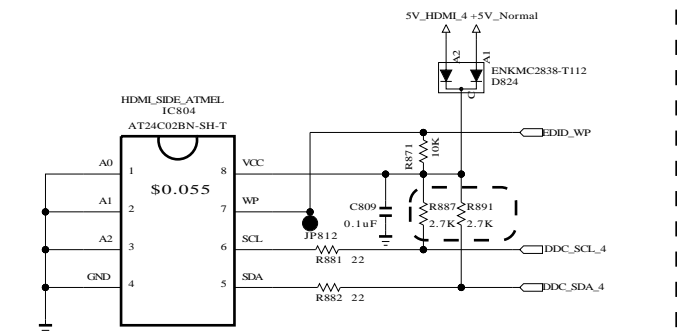 5V_HDMI_4 +5V_Normal
A2
A1
ENKMC2838-T112
D824
C
HDMI_SIDE_ATMEL
IC804
AT24C02BN-SH-T
EDID_WP
R871
10K
A0
1
8
VCC
$0.055
A1
2
7
WP
C809
0.1uF
R887
R891
2.7K
2.7K
JP812
A2
3
6
SCL
DDC_SCL_4
R881 22
GND
4
5
SDA
DDC_SDA_4
R882 22